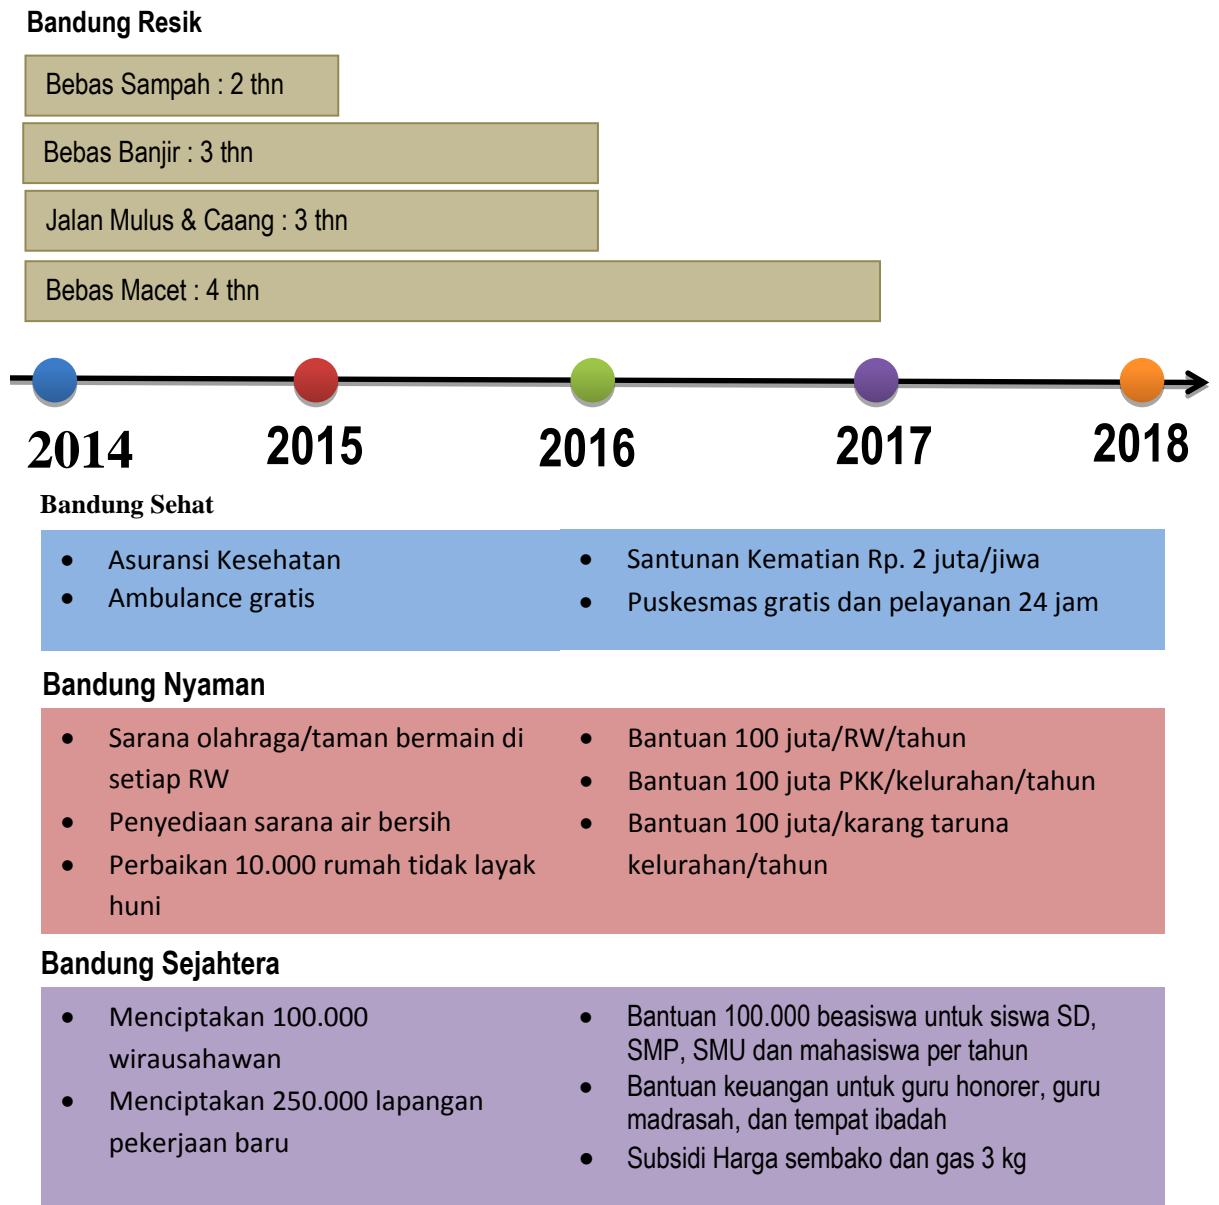 Bandung Resik
Bebas Sampah : 2 thn
Bebas Banjir : 3 thn
Jalan Mulus & Caang : 3 thn
Bebas Macet : 4 thn
2014
2015
2016
2017
2018
Bandung Sehat
• Asuransi Kesehatan
• Ambulance gratis
• Santunan Kematian Rp. 2 juta/jiwa
• Puskesmas gratis dan pelayanan 24 jam
Bandung Nyaman
• Sarana olahraga/taman bermain di
setiap RW
• Penyediaan sarana air bersih
• Perbaikan 10.000 rumah tidak layak
huni
• Bantuan 100 juta/RW/tahun
• Bantuan 100 juta PKK/kelurahan/tahun
• Bantuan 100 juta/karang taruna
kelurahan/tahun
Bandung Sejahtera
• Menciptakan 100.000
wirausahawan
• Menciptakan 250.000 lapangan
pekerjaan baru
• Bantuan 100.000 beasiswa untuk siswa SD,
SMP, SMU dan mahasiswa per tahun
• Bantuan keuangan untuk guru honorer, guru
madrasah, dan tempat ibadah
• Subsidi Harga sembako dan gas 3 kg